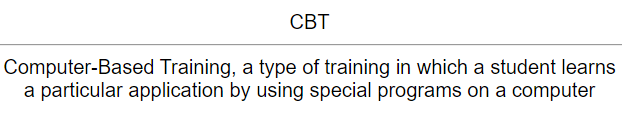 CBT
Computer-Based Training, a type of training in which a student learns
a particular application by using special programs on a computer